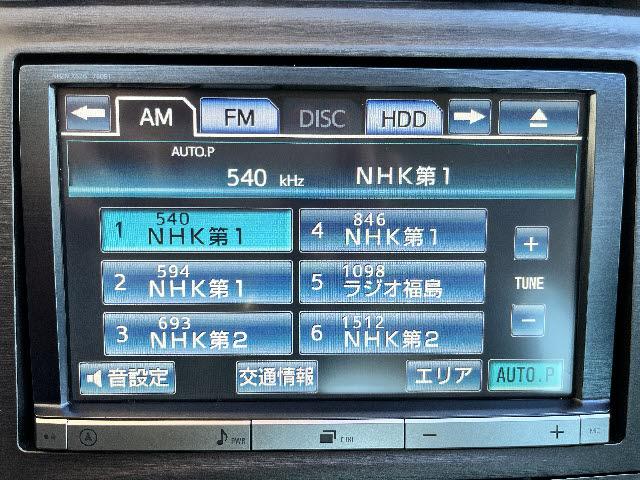 AM FM DISC HDD
AUTO.P
540 kHz NHK第1
1 540 NHK第1
4 846 NHK第1
2 594 NHK第1
5 1098 ラジオ福島
3 693 NHK第2
6 1512 NHK第2
+
TUNE
−
音設定 交通情報 エリア AUTO.P
A PWR − +